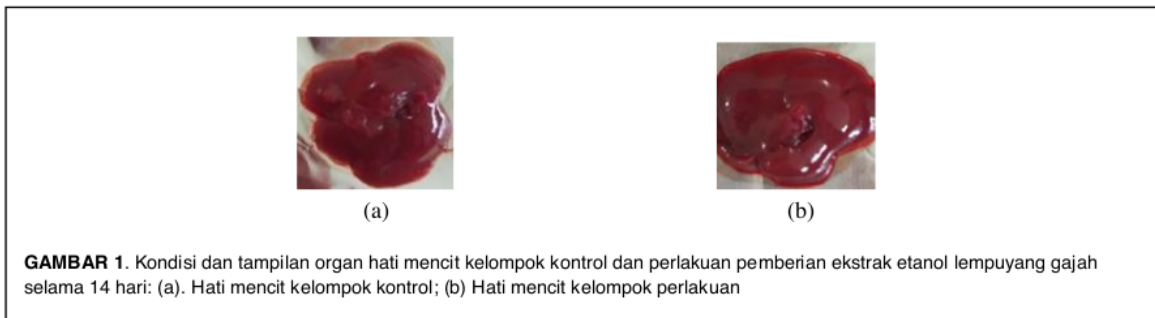 (a)
(b)
GAMBAR 1. Kondisi dan tampilan organ hati mencit kelompok kontrol dan perlakuan pemberian ekstrak etanol lempuyang gajah
selama 14 hari: (a). Hati mencit kelompok kontrol; (b) Hati mencit kelompok perlakuan